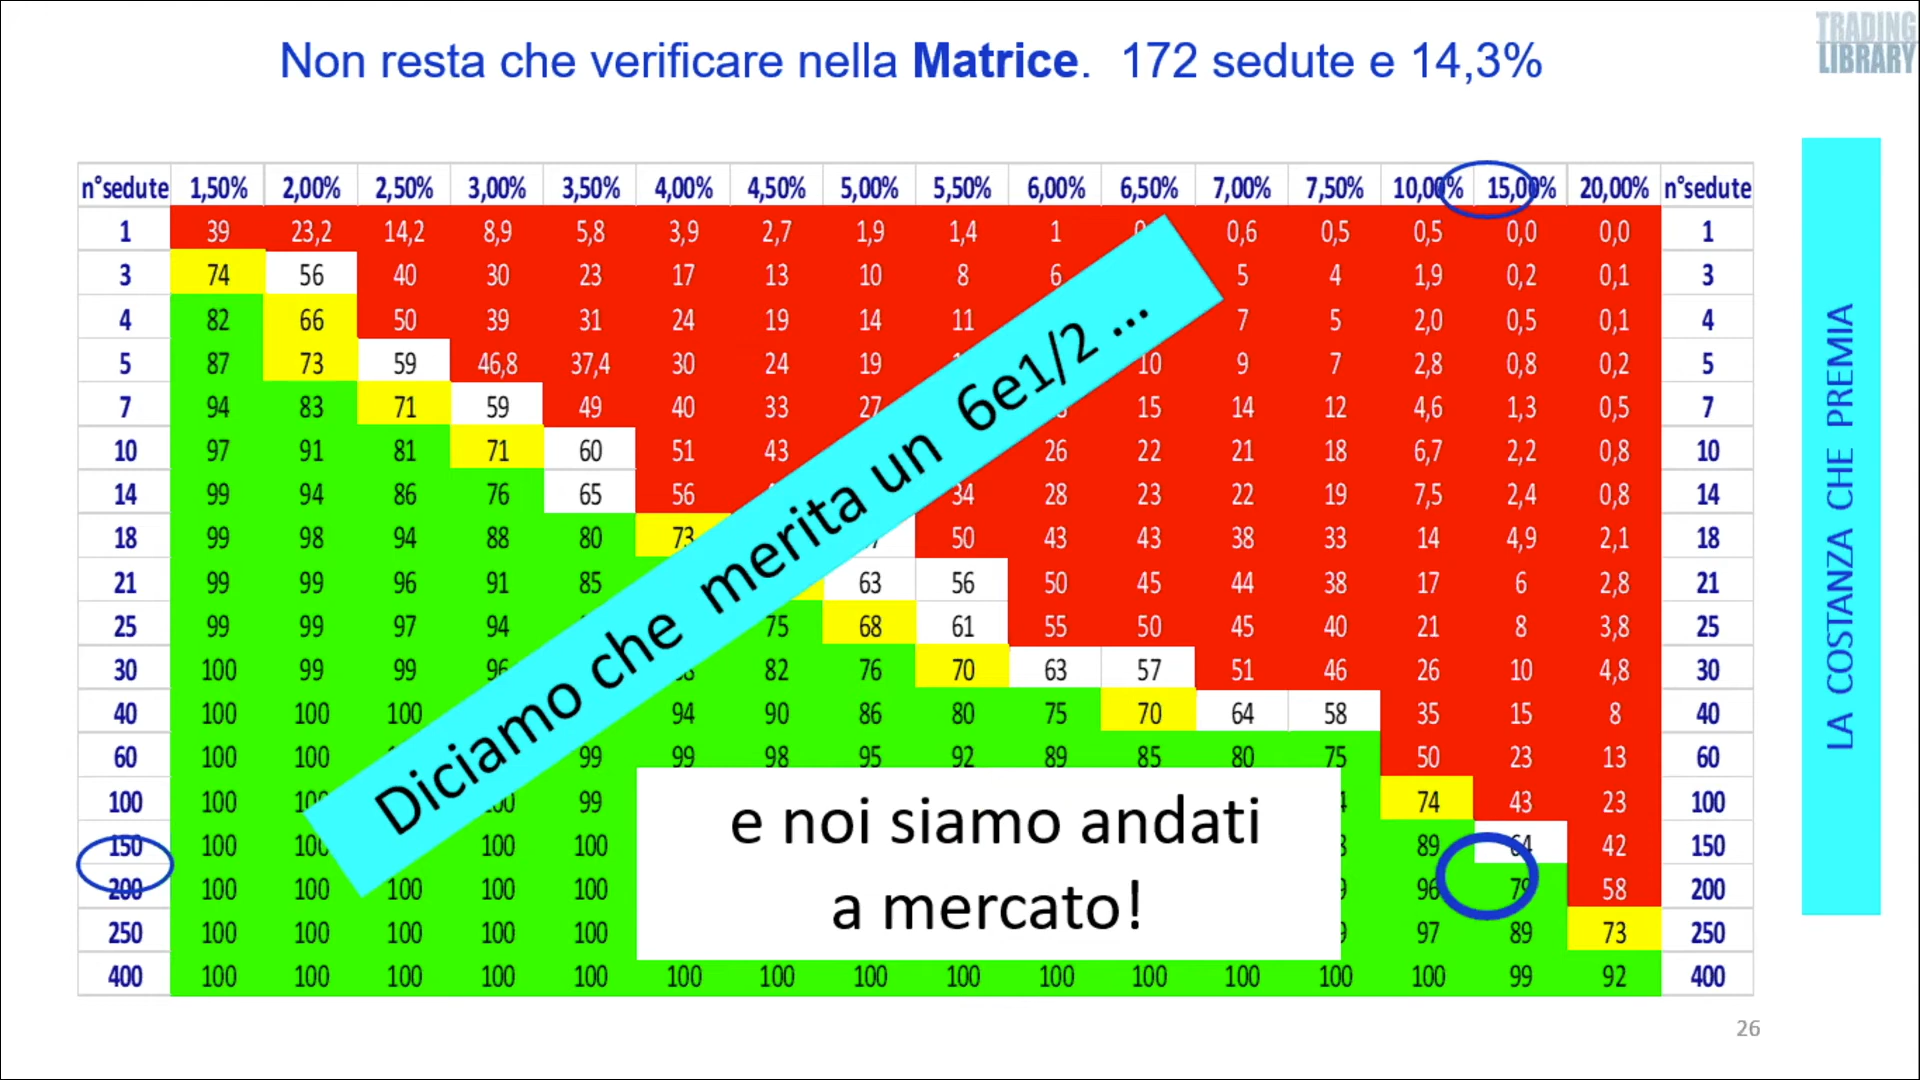 TRADING
LIBRARY
Non resta che verificare nella Matrice. 172 sedute e 14,3%
n°sedute 1,50% 2,00% 2,50% 3,00% 3,50% 4,00% 4,50% 5,00% 5,50% 6,00% 6,50% 7,00% 7,50% 10,00% 15,00% 20,00% n°sedute
1 39 23,2 14,2 8,9 5,8 3,9 2,7 1,9 1,4 1 0,6 0,5 0,5 0,0 0,0 1
3 74 56 40 30 23 17 13 10 8 6 5 4 1,9 0,2 0,1 3
4 82 66 50 39 31 24 19 14 11 7 5 2,0 0,5 0,1 4
5 87 73 59 46,8 37,4 30 24 19 10 9 7 2,8 0,8 0,2 5
7 94 83 71 59 49 40 33 27 15 14 12 4,6 1,3 0,5 7
10 97 91 81 71 60 51 43 26 22 21 18 6,7 2,2 0,8 10
14 99 94 86 76 65 56 34 28 23 22 19 7,5 2,4 0,8 14
18 99 98 94 88 80 73 50 43 43 38 33 14 4,9 2,1 18
21 99 99 96 91 85 63 56 50 45 44 38 17 6 2,8 21
25 99 99 97 94 75 68 61 55 50 45 40 21 8 3,8 25
30 100 99 99 96 82 76 70 63 57 51 46 26 10 4,8 30
40 100 100 100 94 90 86 80 75 70 64 58 35 15 8 40
60 100 100 99 99 98 95 92 89 85 80 75 50 23 13 60
100 100 100 99 74 43 23 100
150 100 100 100 100 89 64 42 150
200 100 100 100 100 100 96 79 58 200
250 100 100 100 100 100 97 89 73 250
400 100 100 100 100 100 100 100 100 100 100 100 100 100 100 99 92 400
Diciamo che merita un 6e1/2 ...
e noi siamo andati
a mercato!
LA COSTANZA CHE PREMIA
26